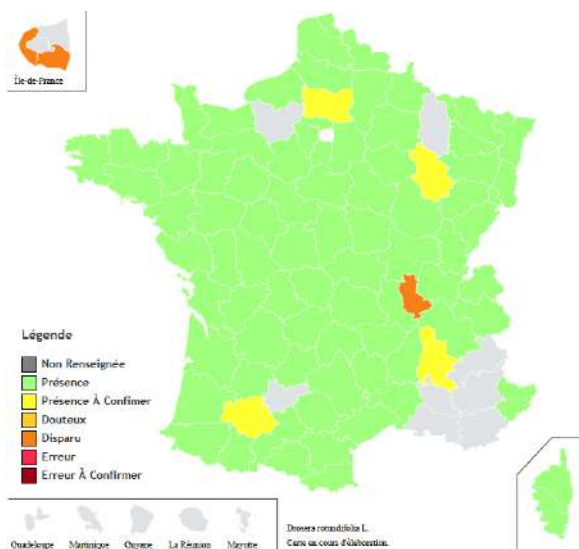 Île-de-France
Légende
Non Renseignée
Présence
Présence À Confimer
Douteux
Disparu
Erreur
Erreur À Confirmer
Guadeloupe Martinique Guyane La Réunion Mayotte
Drosera rotundifolia L.
Carte en cours d'élaboration.